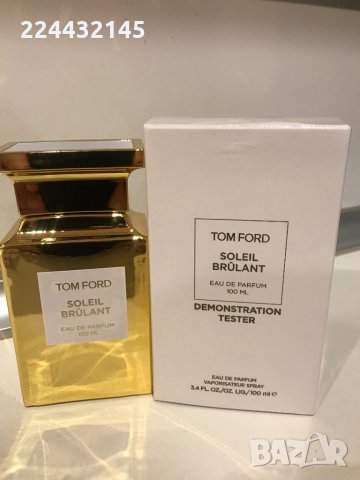 224432145
TOM FORD
SOLEIL
BRÛLANT
EAU DE PARFUM
100 ML
TOM FORD
SOLEIL
BRÛLANT
EAU DE PARFUM
100 ML
DEMONSTRATION
TESTER
EAU DE PARFUM
VAPORISATEUR SPRAY
3.4 FL. OZ./OZ. LIQ./100 ml ℮
BAZAR